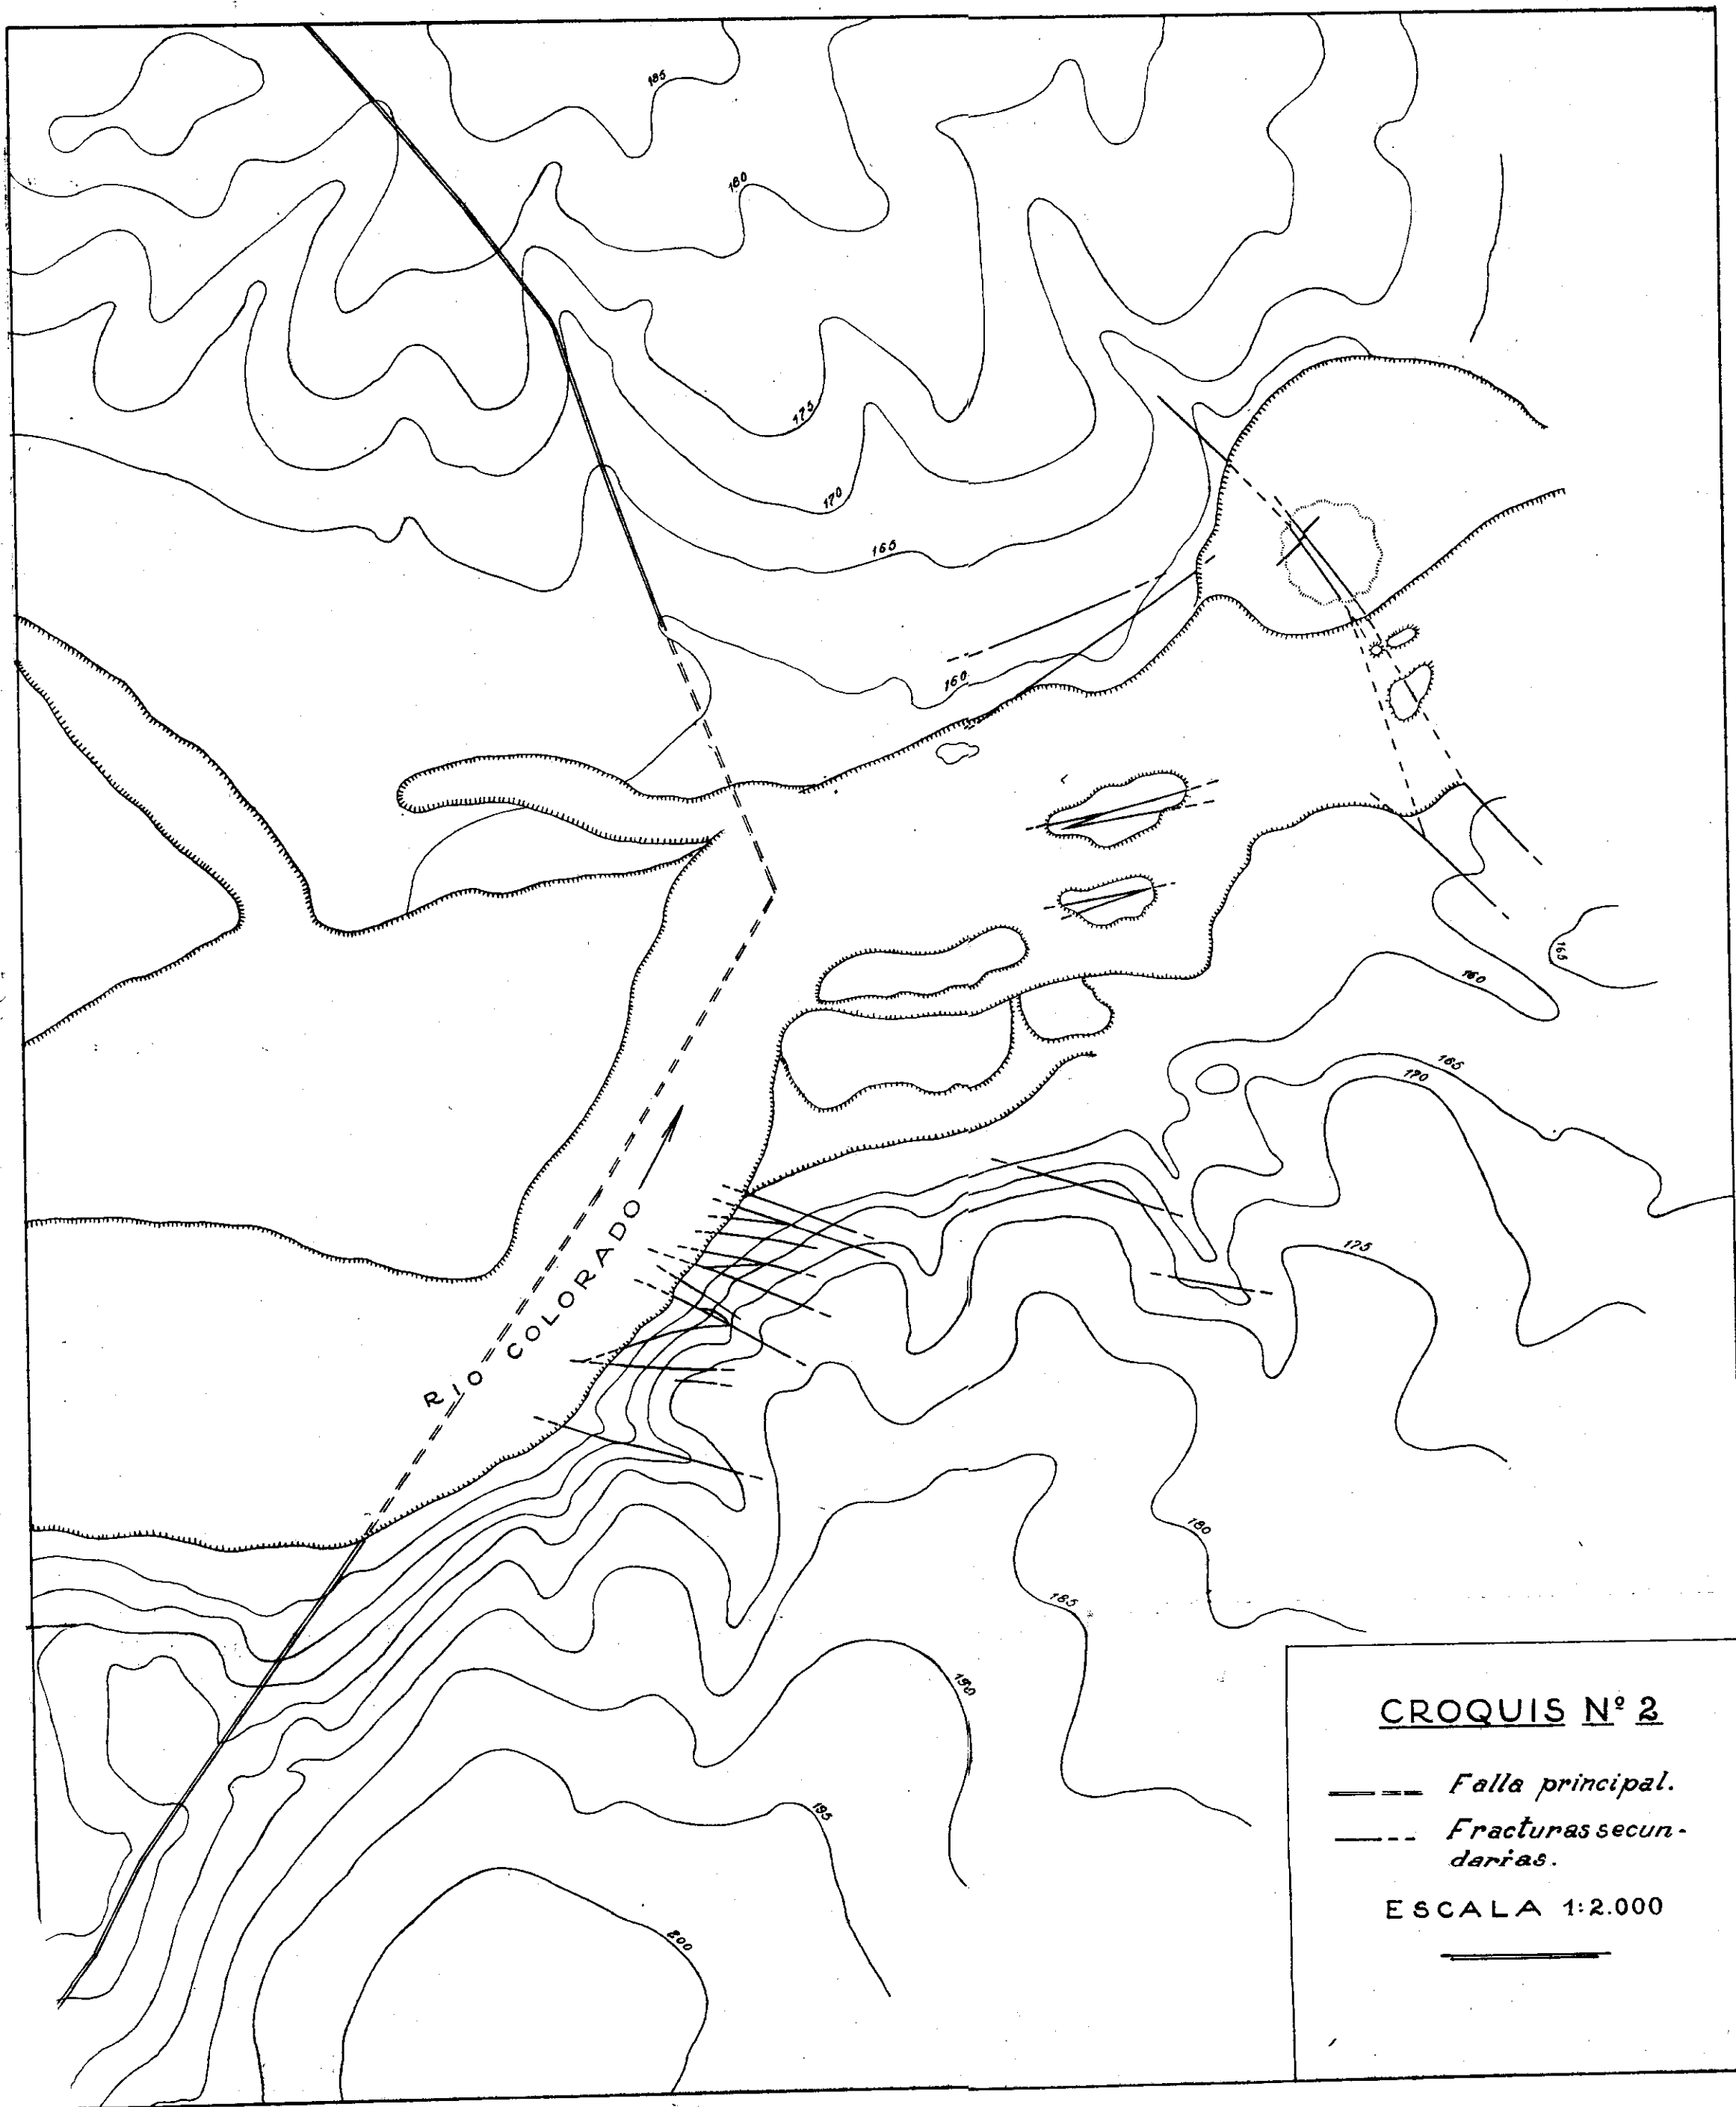 185
180
175
170
165
160
165
160
165
170
175
RIO COLORADO
180
185
190
195
200
CROQUIS Nº 2
Falla principal.
Fracturas secun-
darias.
ESCALA 1:2.000